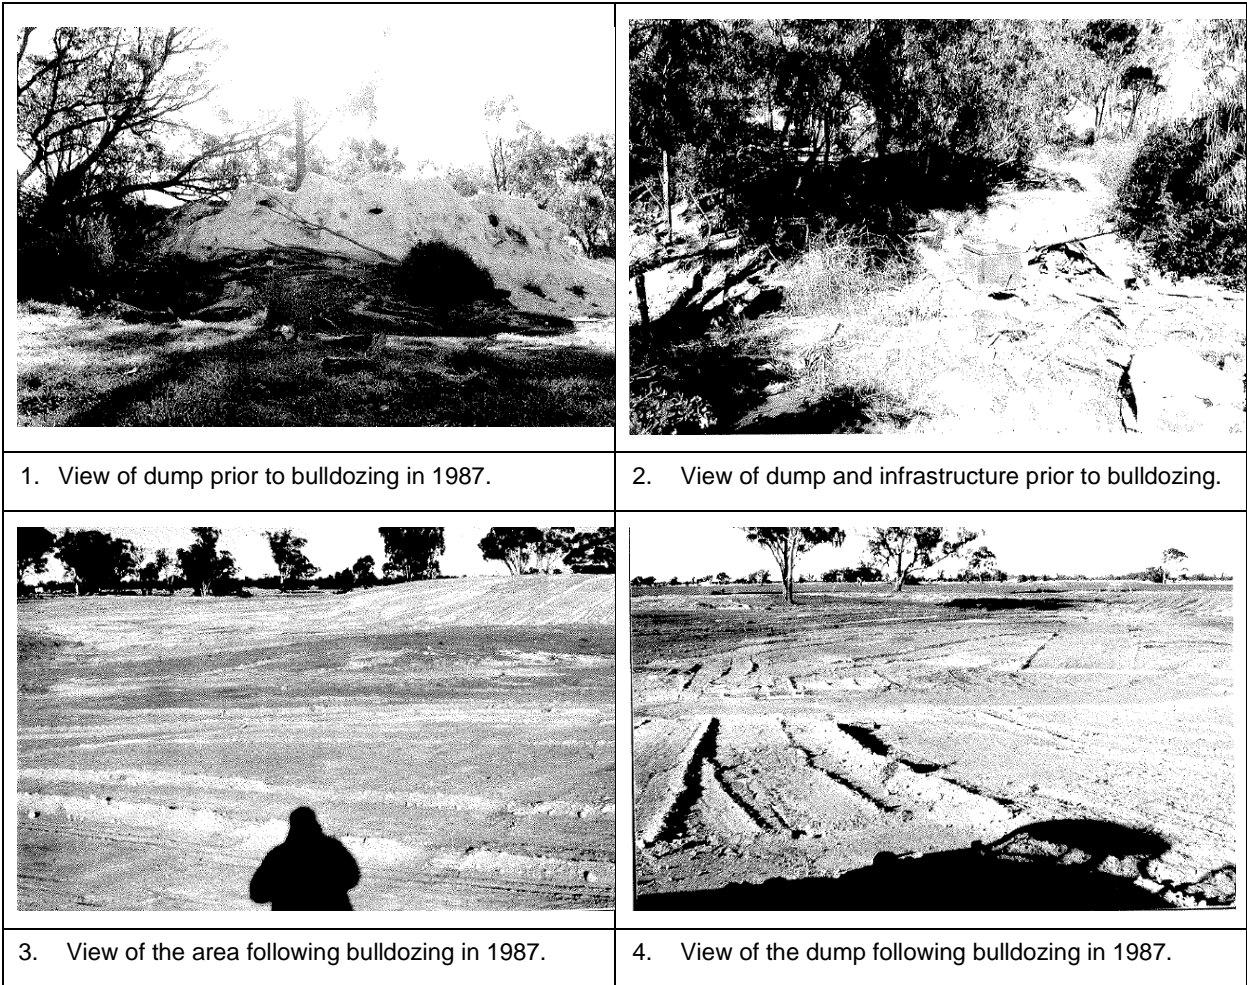 1. View of dump prior to bulldozing in 1987.
2. View of dump and infrastructure prior to bulldozing.
3. View of the area following bulldozing in 1987.
4. View of the dump following bulldozing in 1987.